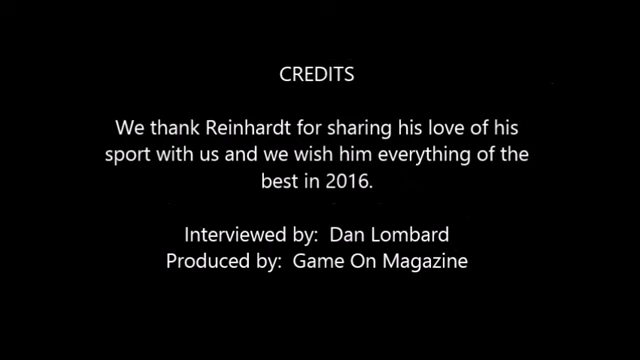 CREDITS
We thank Reinhardt for sharing his love of his
sport with us and we wish him everything of the
best in 2016.
Interviewed by:  Dan Lombard
Produced by:  Game On Magazine